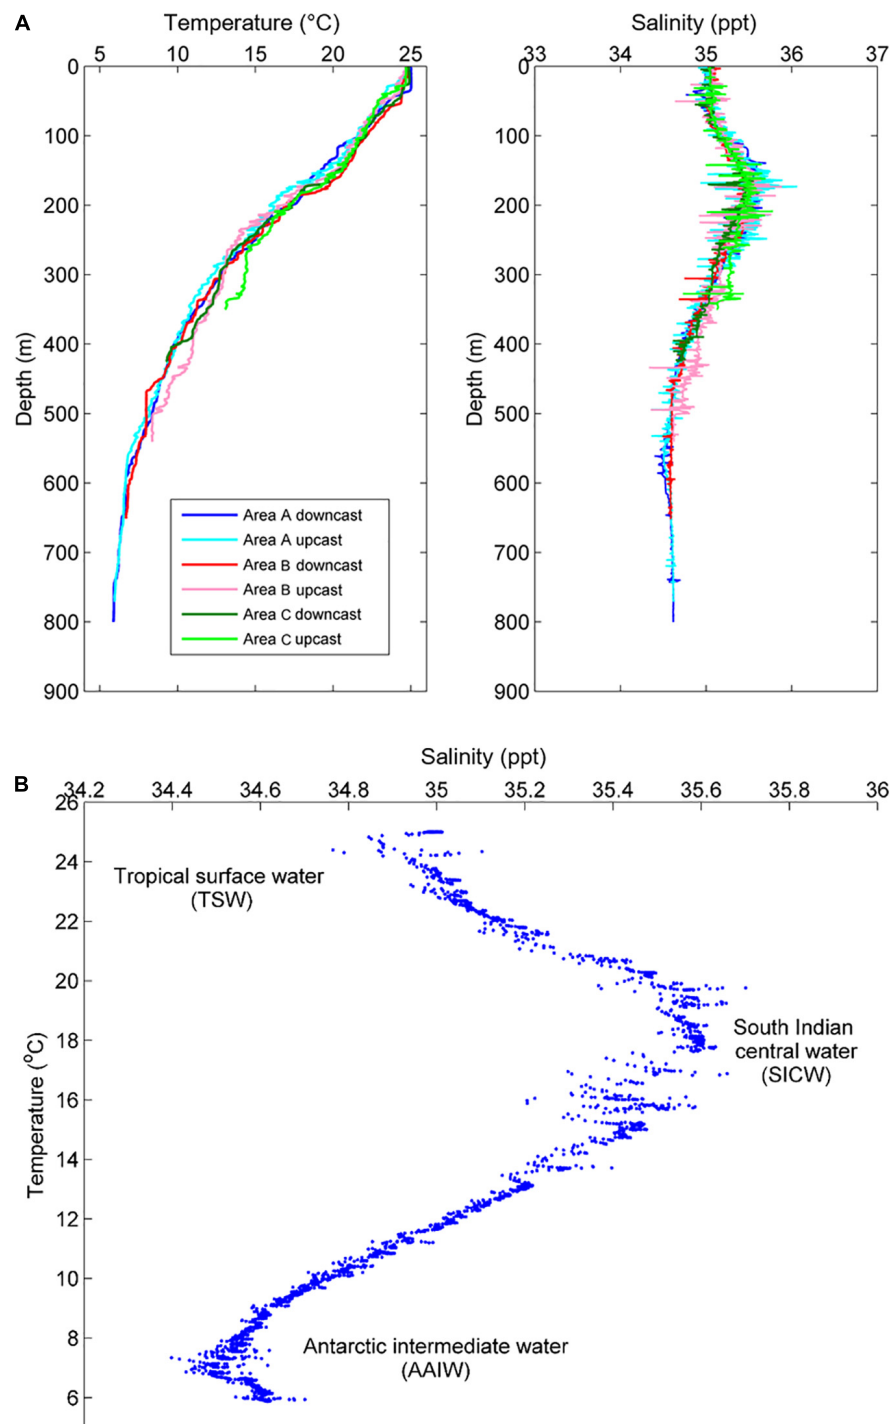 A
Temperature (°C)
Salinity (ppt)
5 10 15 20 25
33 34 35 36 37
0
100
200
300
400
500
600
700
800
900
Depth (m)
0
100
200
300
400
500
600
700
800
900
Depth (m)
Area A downcast
Area A upcast
Area B downcast
Area B upcast
Area C downcast
Area C upcast
B
Salinity (ppt)
34.2 34.4 34.6 34.8 35 35.2 35.4 35.6 35.8 36
26
24
22
20
18
16
14
12
10
8
6
Temperature (°C)
Tropical surface water
(TSW)
South Indian
central water
(SICW)
Antarctic intermediate water
(AAIW)